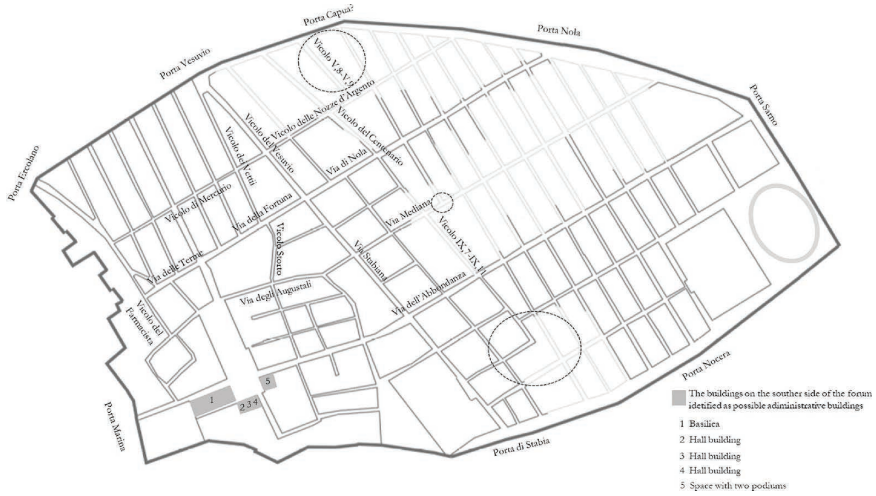 Porta Capua?
Porta Nola
Porta Vesuvio
Vicolo V,8-V,9
Vicolo delle Nozze d'Argento
Porta Sarno
Porta Ercolano
Vicolo dei Vettii
Vicolo del Vesuvio
Vicolo del Centenario
Via di Nola
Vicolo di Mercurio
Via della Fortuna
Via Mediana
Vicolo IX,7-IX,11
Vicolo Storto
Via Stabiana
Via delle Terme
Via degli Augustali
Via dell'Abbondanza
Vicolo del
Farmacista
5
1
2 3 4
Porta Nocera
Porta Marina
Porta di Stabia
The buildings on the souther side of the forum
idetified as possible administrative buildings
1 Basilica
2 Hall building
3 Hall building
4 Hall building
5 Space with two podiums